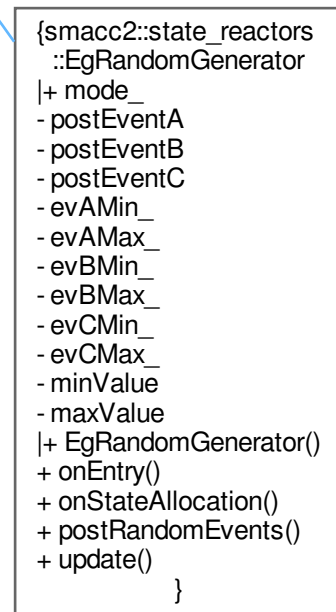 {smacc2::state_reactors
::EgRandomGenerator
|+ mode_
- postEventA
- postEventB
- postEventC
- evAMin_
- evAMax_
- evBMin_
- evBMax_
- evCMin_
- evCMax_
- minValue
- maxValue
|+ EgRandomGenerator()
+ onEntry()
+ onStateAllocation()
+ postRandomEvents()
+ update()
}